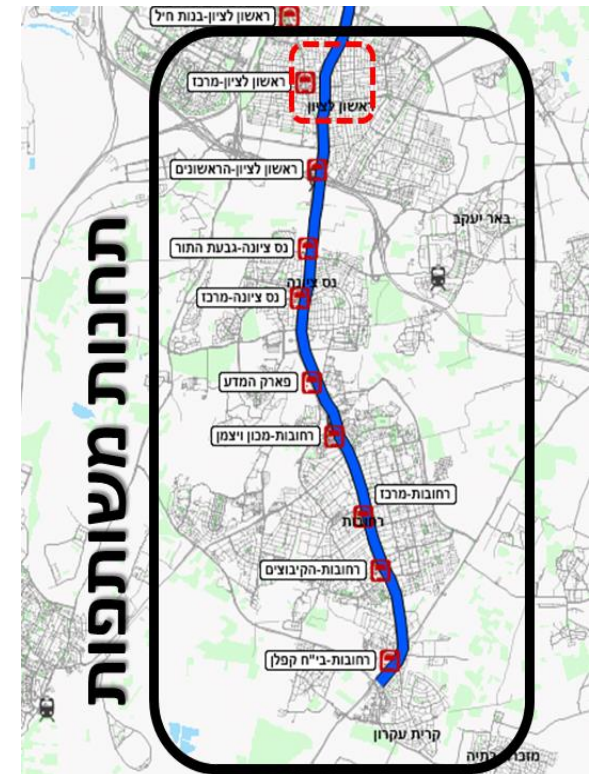 ראשון לציון-בנות חיל
ראשון לציון-מרכז
ראשון לציון
ראשון לציון-הראשונים
באר יעקב
נס ציונה-גבעת התור
נס ציונה
נס ציונה-מרכז
פארק המדע
רחובות-מכון ויצמן
רחובות-מרכז
רחובות
רחובות-הקיבוצים
רחובות-בי"ח קפלן
קרית עקרון
מזכרת בתיה
תחנות משותפות